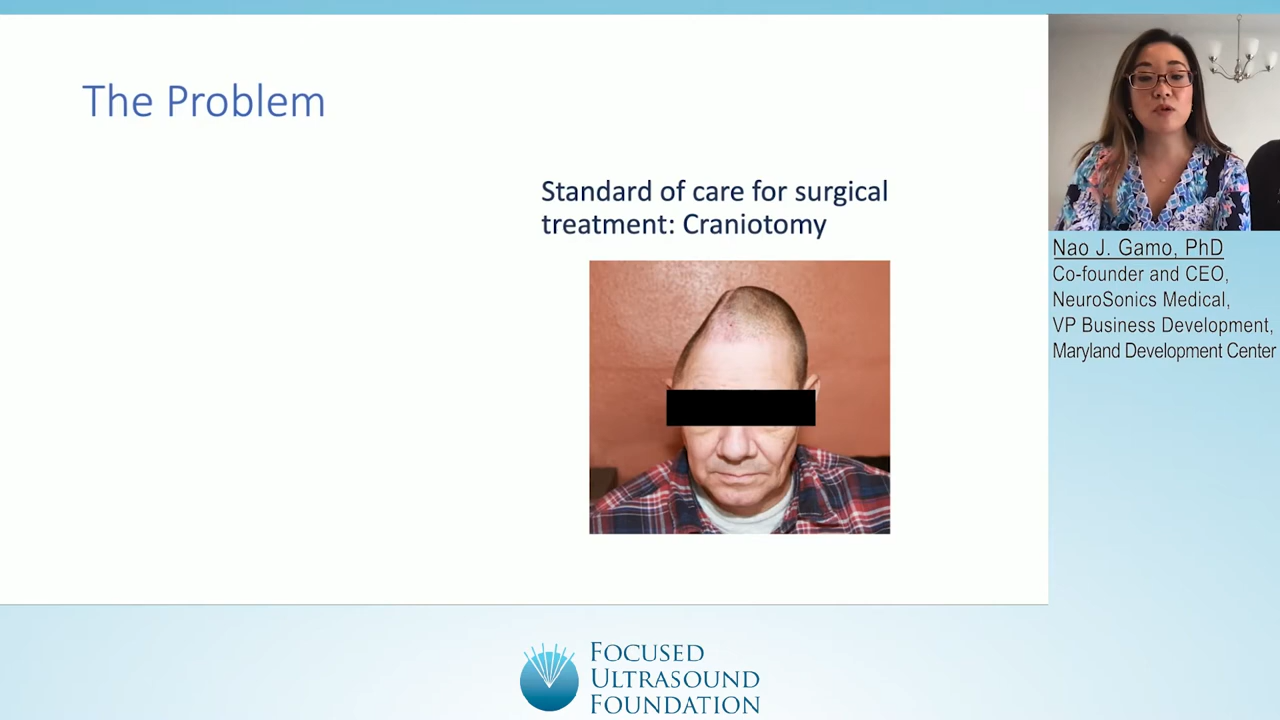 The Problem
Standard of care for surgical
treatment: Craniotomy
Nao J. Gamo, PhD
Co-founder and CEO,
NeuroSonics Medical,
VP Business Development,
Maryland Development Center
FOCUSED
ULTRASOUND
FOUNDATION